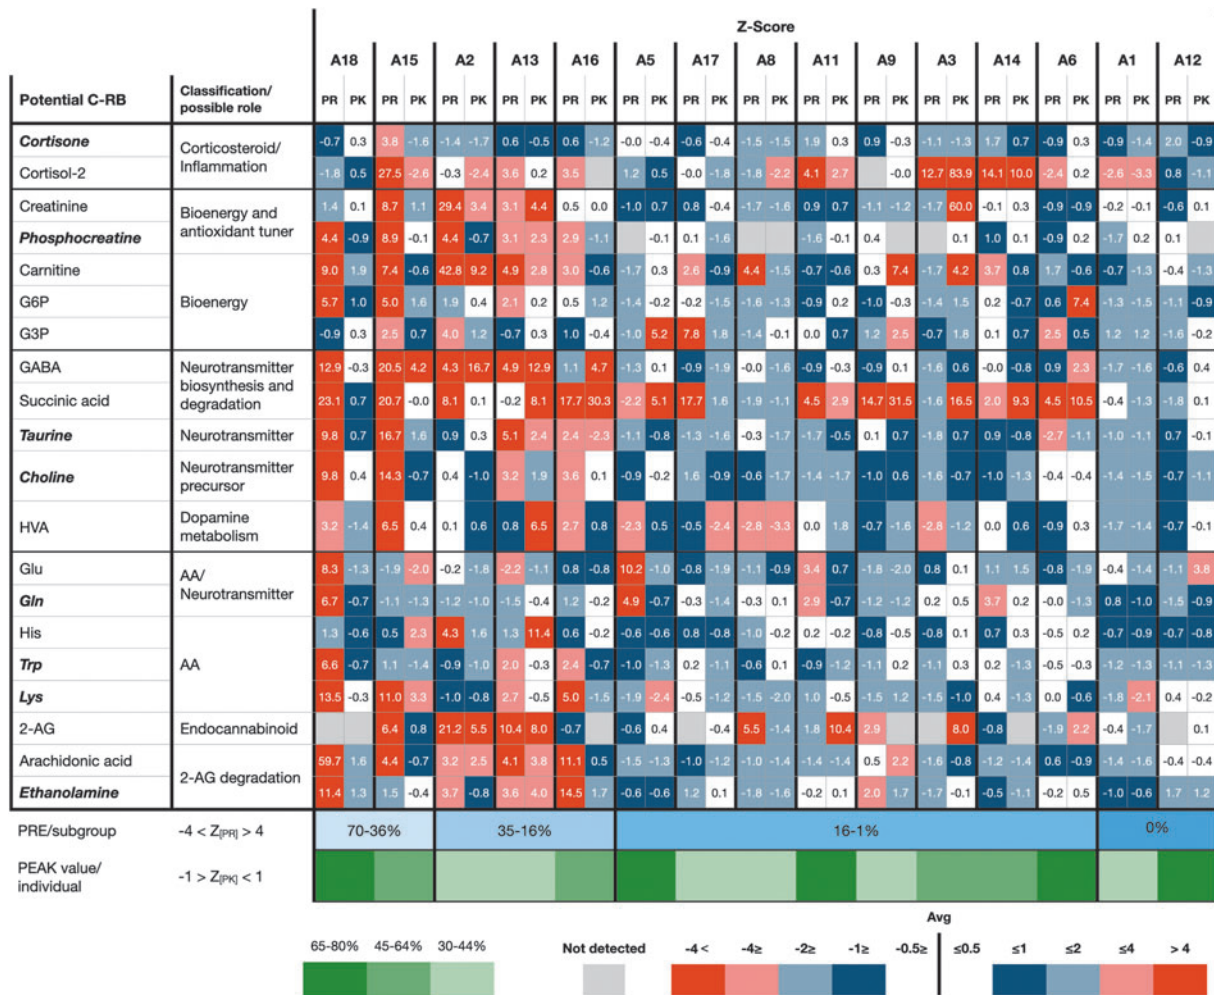 Z-Score
A18 A15 A2 A13 A16 A5 A17 A8 A11 A9 A3 A14 A6 A1 A12
Potential C-RB Classification/ possible role PR PK PR PK PR PK PR PK PR PK PR PK PR PK PR PK PR PK PR PK PR PK PR PK PR PK PR PK PR PK
Cortisone Corticosteroid/ Inflammation -0.7 0.3 3.8 -1.6 -1.4 -1.7 0.6 -0.5 0.6 -1.2 -0.0 -0.4 -0.6 -0.4 -1.5 -1.5 1.9 0.3 0.9 -0.3 -1.1 -1.3 1.7 0.7 -0.9 0.3 -0.9 -1.4 2.0 -0.9
Cortisol-2 -1.8 0.5 27.5 -2.6 -0.3 -2.4 3.6 0.2 3.5 1.2 0.5 -0.0 -1.8 -1.8 -2.2 4.1 2.7 -0.0 12.7 83.9 14.1 10.0 -2.4 0.2 -2.6 -3.3 0.8 -1.1
Creatinine Bioenergy and antioxidant tuner 1.4 0.1 8.7 1.1 29.4 3.4 3.1 4.4 0.5 0.0 -1.0 0.7 0.8 -0.4 -1.7 -1.6 0.9 0.7 -1.1 -1.2 -1.7 60.0 -0.1 0.3 -0.9 -0.9 -0.2 -0.1 -0.6 0.1
Phosphocreatine 4.4 -0.9 8.9 -0.1 4.4 -0.7 3.1 2.3 2.9 -1.1 -0.1 0.1 -1.6 -1.6 -0.1 0.4 0.1 1.0 0.1 -0.9 0.2 -1.7 0.2 0.1
Carnitine Bioenergy 9.0 1.9 7.4 -0.6 42.8 9.2 4.9 2.8 3.0 -0.6 -1.7 0.3 2.6 -0.9 4.4 -1.5 -0.7 -0.6 0.3 7.4 -1.7 4.2 3.7 0.8 1.7 -0.6 -0.7 -1.3 -0.4 -1.3
G6P 5.7 1.0 5.0 1.6 1.9 0.4 2.1 0.2 0.5 1.2 -1.4 -0.2 -0.2 -1.5 -1.6 -1.3 -0.9 0.2 -1.0 -0.3 -1.4 1.5 0.2 -0.7 0.6 7.4 -1.3 -1.5 -1.1 -0.9
G3P -0.9 0.3 2.5 0.7 4.0 1.2 -0.7 0.3 1.0 -0.4 -1.0 5.2 7.8 1.8 -1.4 -0.1 0.0 0.7 1.2 2.5 -0.7 1.8 0.1 0.7 2.5 0.5 1.2 1.2 -1.6 -0.2
GABA Neurotransmitter biosynthesis and degradation 12.9 -0.3 20.5 4.2 4.3 16.7 4.9 12.9 1.1 4.7 -1.3 0.1 -0.9 -1.9 -0.0 -1.6 -0.9 -0.3 -0.9 0.1 -1.6 0.6 -0.0 -0.8 0.9 2.3 -1.7 -1.6 -0.6 0.4
Succinic acid 23.1 0.7 20.7 -0.0 8.1 0.1 -0.2 8.1 17.7 30.3 -2.2 5.1 17.7 1.6 -1.9 -1.1 4.5 2.9 14.7 31.5 -1.6 16.5 2.0 9.3 4.5 10.5 -0.4 -1.3 -1.8 0.1
Taurine Neurotransmitter 9.8 0.7 16.7 1.6 0.9 0.3 5.1 2.4 2.4 -2.3 -1.1 -0.8 -1.3 -1.6 -0.3 -1.7 -1.7 -0.5 0.1 0.7 -1.8 0.7 0.9 -0.8 -2.7 -1.1 -1.0 -1.1 0.7 -0.1
Choline Neurotransmitter precursor 9.8 0.4 14.3 -0.7 0.4 -1.0 3.2 1.9 3.6 0.1 -0.9 -0.2 1.6 -0.9 -0.6 -1.1 -1.4 -1.7 -1.0 0.6 -1.6 -0.7 -1.0 -1.3 -0.4 -0.4 -1.4 -1.5 -0.7 -1.1
HVA Dopamine metabolism 3.2 -1.4 6.5 0.4 0.1 0.6 0.8 6.5 2.7 0.8 -2.3 0.5 -0.5 -2.4 -2.8 -3.3 0.0 1.8 -0.7 -1.6 -2.8 -1.2 0.0 0.6 -0.9 0.3 -1.7 -1.4 -0.7 -0.1
Glu AA/ Neurotransmitter 8.3 -1.3 -1.9 -2.0 -0.2 -1.8 -2.2 -1.1 0.8 -0.8 10.2 -1.0 -0.8 -1.9 -1.1 -0.9 3.4 0.7 -1.8 -2.0 0.8 0.1 1.1 1.5 -0.8 -1.9 -0.4 -1.4 -1.1 3.8
Gln 6.7 -0.7 -1.1 -1.3 -1.2 -1.0 -1.5 -0.4 1.2 -0.2 4.9 -0.7 -0.3 -1.4 -0.3 0.1 2.9 -0.7 -1.2 -1.2 0.2 0.5 3.7 0.2 -0.0 -1.3 0.8 -1.0 -1.5 -0.9
His AA 1.3 -0.6 0.5 2.3 4.3 1.6 1.3 11.4 0.6 -0.2 -0.6 -0.6 0.8 -0.8 -1.0 -0.2 0.2 -0.2 -0.8 -0.5 -0.8 0.1 0.7 0.3 -0.5 0.2 -0.7 -0.9 -0.7 -0.8
Trp 6.6 -0.7 1.1 -1.4 -0.9 -1.0 2.0 -0.3 2.4 -0.7 -1.0 -1.3 0.2 -1.1 -0.6 0.1 -0.9 -1.2 -1.1 0.2 -1.1 0.3 0.2 -1.3 -0.5 -0.3 -1.2 -1.3 -1.1 -1.3
Lys 13.5 -0.3 11.0 3.3 -1.0 -0.8 2.7 -0.5 5.0 -1.5 -1.9 -2.4 -0.5 -1.2 -1.5 -2.0 1.0 -0.5 -1.5 1.2 -1.5 -1.0 0.4 -1.3 0.0 -0.6 -1.8 -2.1 0.4 -0.2
2-AG Endocannabinoid 6.4 0.8 21.2 5.5 10.4 8.0 -0.7 -0.6 0.4 -0.4 5.5 -1.4 1.8 10.4 2.9 8.0 -0.8 -1.9 2.2 -0.4 -1.7 0.1
Arachidonic acid 2-AG degradation 59.7 1.6 4.4 -0.7 3.2 2.5 4.1 3.8 11.1 0.5 -1.5 -1.3 -1.0 -1.2 -1.0 -1.4 -1.4 -1.4 0.5 2.2 -1.6 -0.8 -1.2 -1.4 0.6 -0.9 -1.4 -1.6 -0.4 -0.4
Ethanolamine 11.4 1.3 1.5 -0.4 3.7 -0.8 3.6 4.0 14.5 1.7 -0.6 -0.6 1.2 0.1 -1.8 -1.6 -0.2 0.1 2.0 1.7 -1.7 -0.1 -0.5 -1.1 -0.2 0.5 -1.0 -0.6 1.7 1.2
PRE/subgroup -4 < Z[PR] > 4 70-36% 35-16% 16-1% 0%
PEAK value/ individual -1 > Z[PK] < 1
Avg
65-80% 45-64% 30-44% Not detected -4 < -4≥ -2≥ -1≥ -0.5≥ ≤0.5 ≤1 ≤2 ≤4 > 4